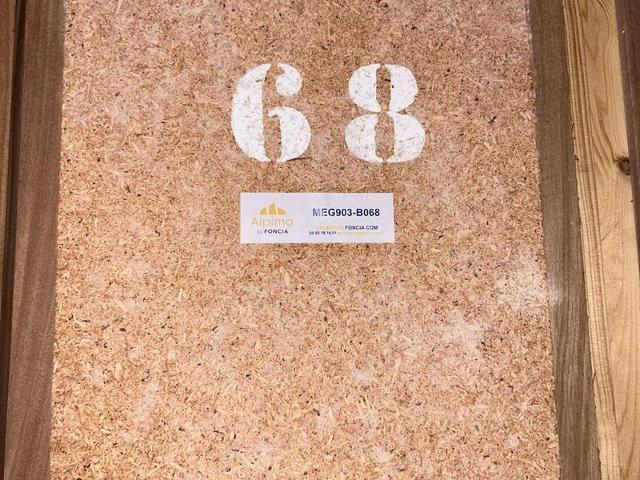 68
Alpimo
by FONCIA
MEG903-B068
FONCIA.COM